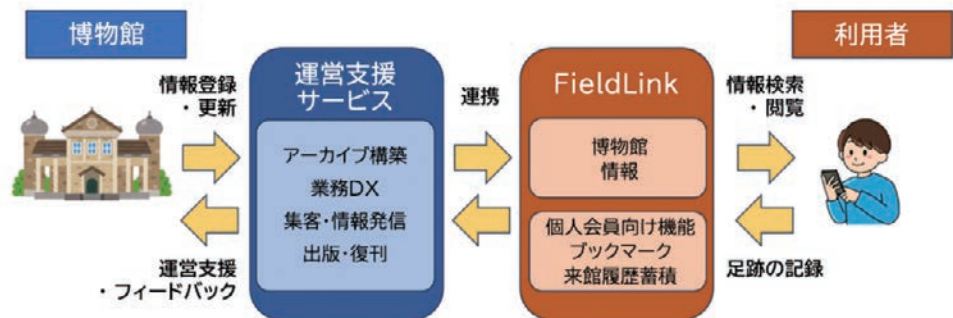 博物館
利用者
情報登録
・更新
運営支援
サービス
連携
FieldLink
情報検索
・閲覧
アーカイブ構築
業務DX
集客・情報発信
出版・復刊
博物館
情報
個人会員向け機能
ブックマーク
来館履歴蓄積
運営支援
・フィードバック
足跡の記録